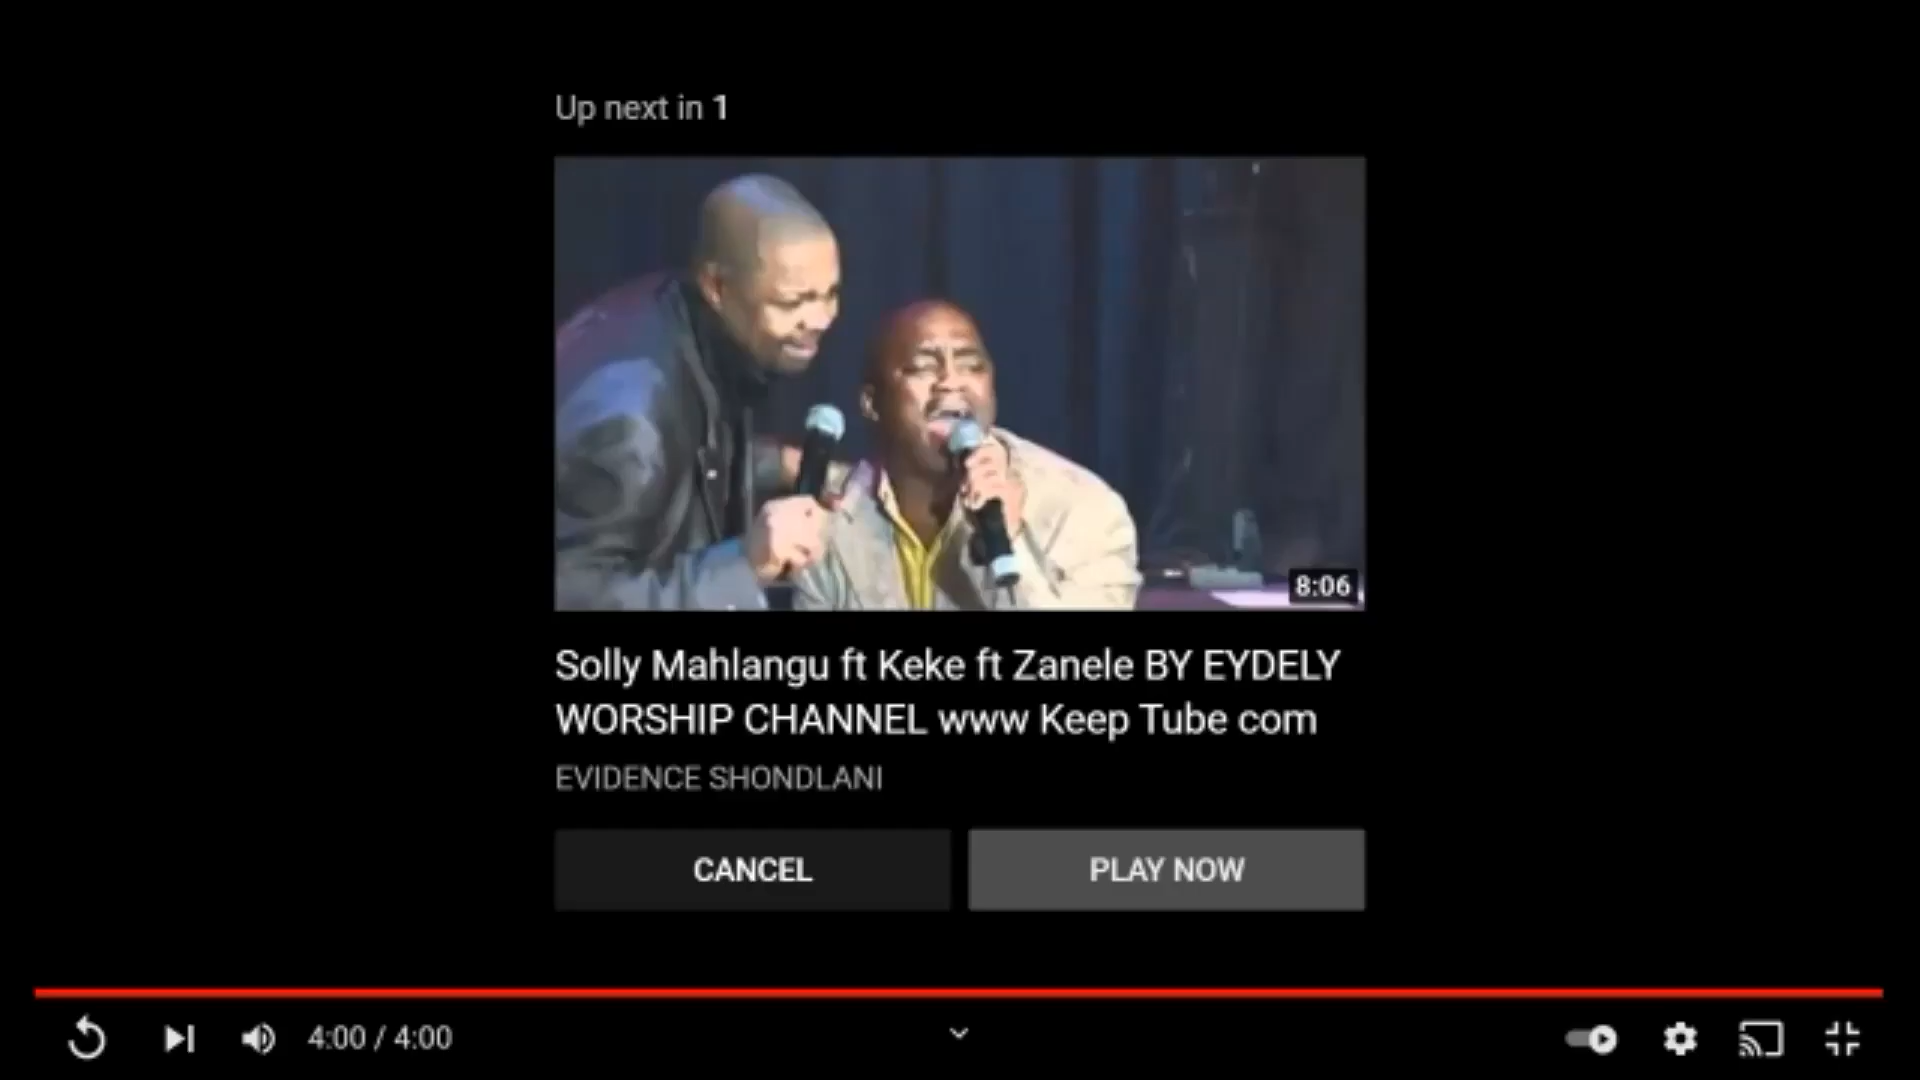 Up next in 1
8:06
Solly Mahlangu ft Keke ft Zanele BY EYDELY
WORSHIP CHANNEL www Keep Tube com
EVIDENCE SHONDLANI
CANCEL
PLAY NOW
4:00 / 4:00